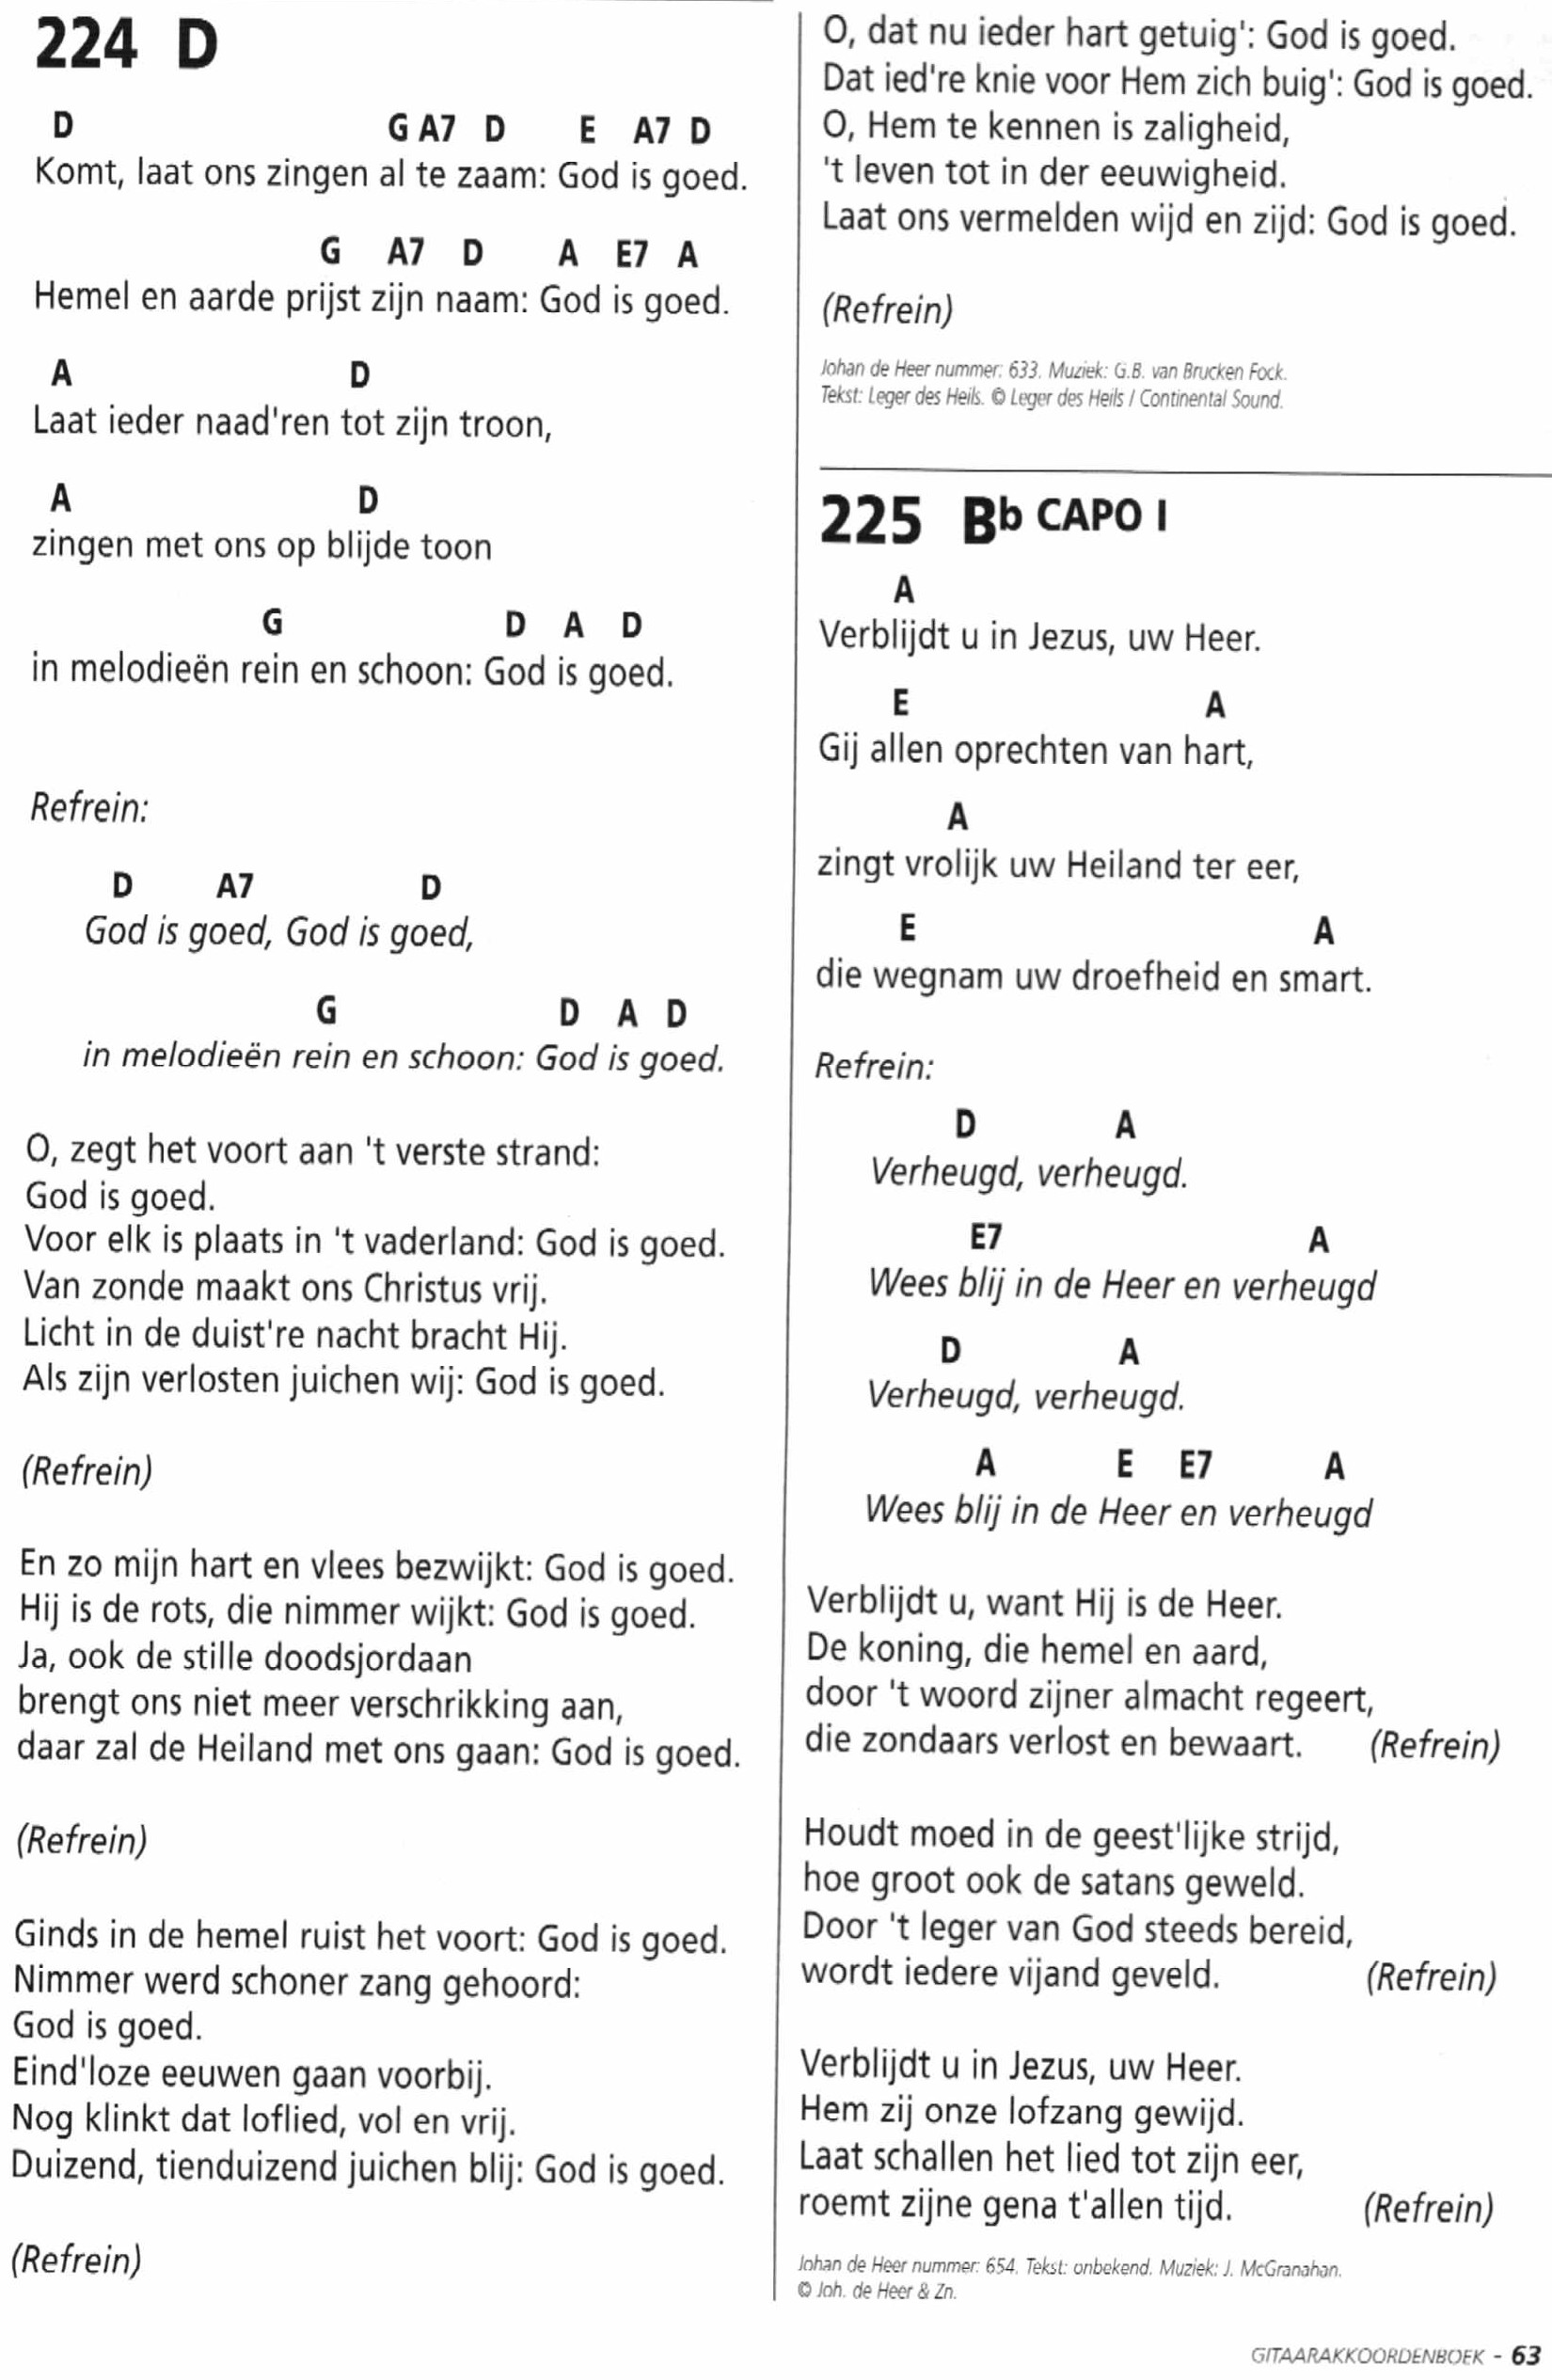 224 D
D G A7 D E A7 D
Komt, laat ons zingen al te zaam: God is goed.
G A7 D A E7 A
Hemel en aarde prijst zijn naam: God is goed.
A D
Laat ieder naad'ren tot zijn troon,
A D
zingen met ons op blijde toon
G D A D
in melodieën rein en schoon: God is goed.
Refrein:
D A7 D
God is goed, God is goed,
G D A D
in melodieën rein en schoon: God is goed.
O, zegt het voort aan 't verste strand:
God is goed.
Voor elk is plaats in 't vaderland: God is goed.
Van zonde maakt ons Christus vrij.
Licht in de duist're nacht bracht Hij.
Als zijn verlosten juichen wij: God is goed.
(Refrein)
En zo mijn hart en vlees bezwijkt: God is goed.
Hij is de rots, die nimmer wijkt: God is goed.
Ja, ook de stille doodsjordaan
brengt ons niet meer verschrikking aan,
daar zal de Heiland met ons gaan: God is goed.
(Refrein)
Ginds in de hemel ruist het voort: God is goed.
Nimmer werd schoner zang gehoord:
God is goed.
Eind'loze eeuwen gaan voorbij.
Nog klinkt dat loflied, vol en vrij.
Duizend, tienduizend juichen blij: God is goed.
(Refrein)
O, dat nu ieder hart getuig': God is goed.
Dat ied're knie voor Hem zich buig': God is goed.
O, Hem te kennen is zaligheid,
't leven tot in der eeuwigheid.
Laat ons vermelden wijd en zijd: God is goed.
(Refrein)
Johan de Heer nummer: 633. Muziek: G.B. van Brucken Fock.
Tekst: Leger des Heils. © Leger des Heils / Continental Sound.
225 Bb CAPO I
A
Verblijdt u in Jezus, uw Heer.
E A
Gij allen oprechten van hart,
A
zingt vrolijk uw Heiland ter eer,
E A
die wegnam uw droefheid en smart.
Refrein:
D A
Verheugd, verheugd.
E7 A
Wees blij in de Heer en verheugd
D A
Verheugd, verheugd.
A E E7 A
Wees blij in de Heer en verheugd
Verblijdt u, want Hij is de Heer.
De koning, die hemel en aard,
door 't woord zijner almacht regeert,
die zondaars verlost en bewaart. (Refrein)
Houdt moed in de geest'lijke strijd,
hoe groot ook de satans geweld.
Door 't leger van God steeds bereid,
wordt iedere vijand geveld. (Refrein)
Verblijdt u in Jezus, uw Heer.
Hem zij onze lofzang gewijd.
Laat schallen het lied tot zijn eer,
roemt zijne gena t'allen tijd. (Refrein)
Johan de Heer nummer: 654. Tekst: onbekend. Muziek: J. McGranahan.
© Joh. de Heer & Zn.
GITAARAKKOORDENBOEK - 63